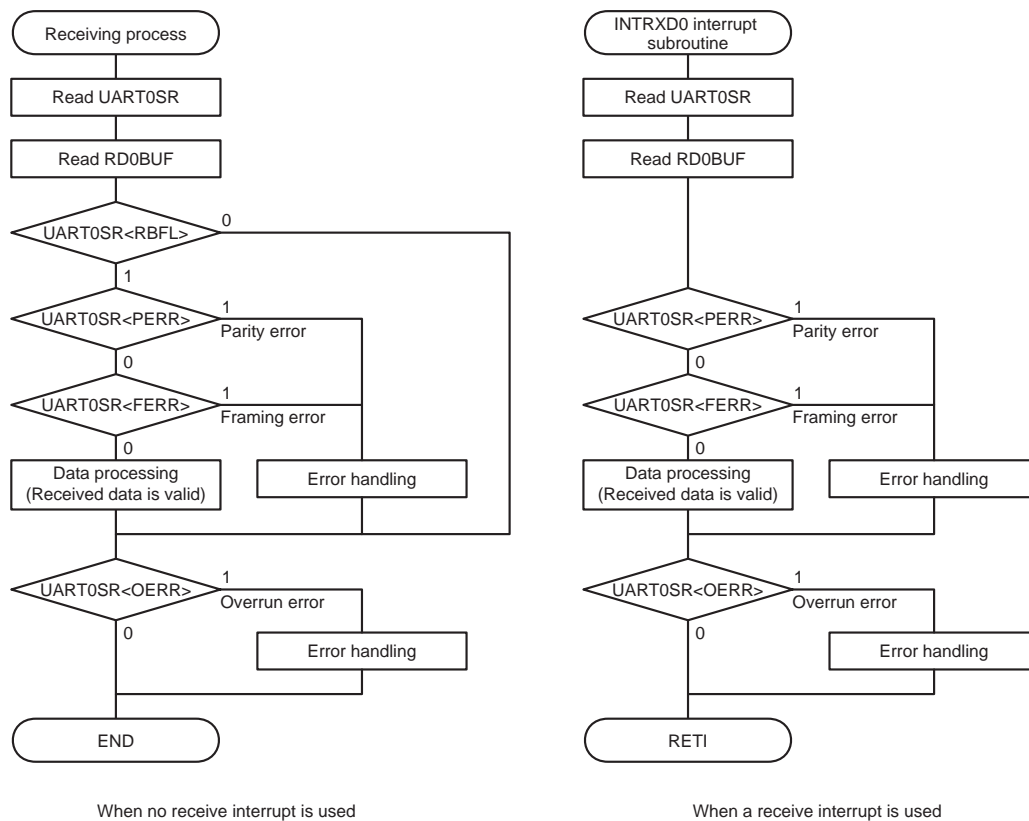 Receiving process
Read UART0SR
Read RD0BUF
UART0SR<RBFL>
0
1
UART0SR<PERR>
1
Parity error
0
UART0SR<FERR>
1
Framing error
0
Data processing
(Received data is valid)
Error handling
UART0SR<OERR>
1
Overrun error
0
Error handling
END
When no receive interrupt is used
INTRXD0 interrupt
subroutine
Read UART0SR
Read RD0BUF
UART0SR<PERR>
1
Parity error
0
UART0SR<FERR>
1
Framing error
0
Data processing
(Received data is valid)
Error handling
UART0SR<OERR>
1
Overrun error
0
Error handling
RETI
When a receive interrupt is used